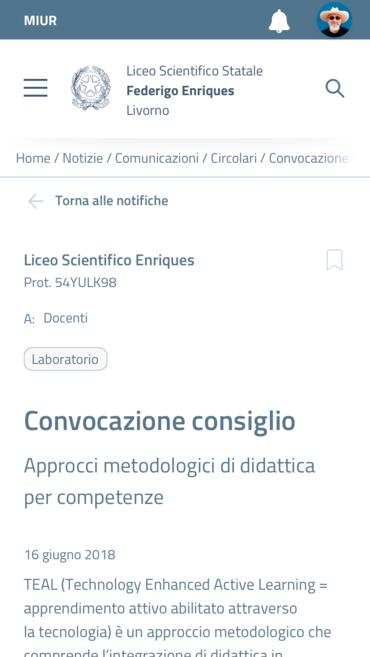 MIUR
Liceo Scientifico Statale
Federigo Enriques
Livorno
Home / Notizie / Comunicazioni / Circolari / Convocazione
Torna alle notifiche
Liceo Scientifico Enriques
Prot. 54YULK98
A: Docenti
Laboratorio
Convocazione consiglio
Approcci metodologici di didattica
per competenze
16 giugno 2018
TEAL (Technology Enhanced Active Learning =
apprendimento attivo abilitato attraverso
la tecnologia) è un approccio metodologico che
comprende l'integrazione di didattica in